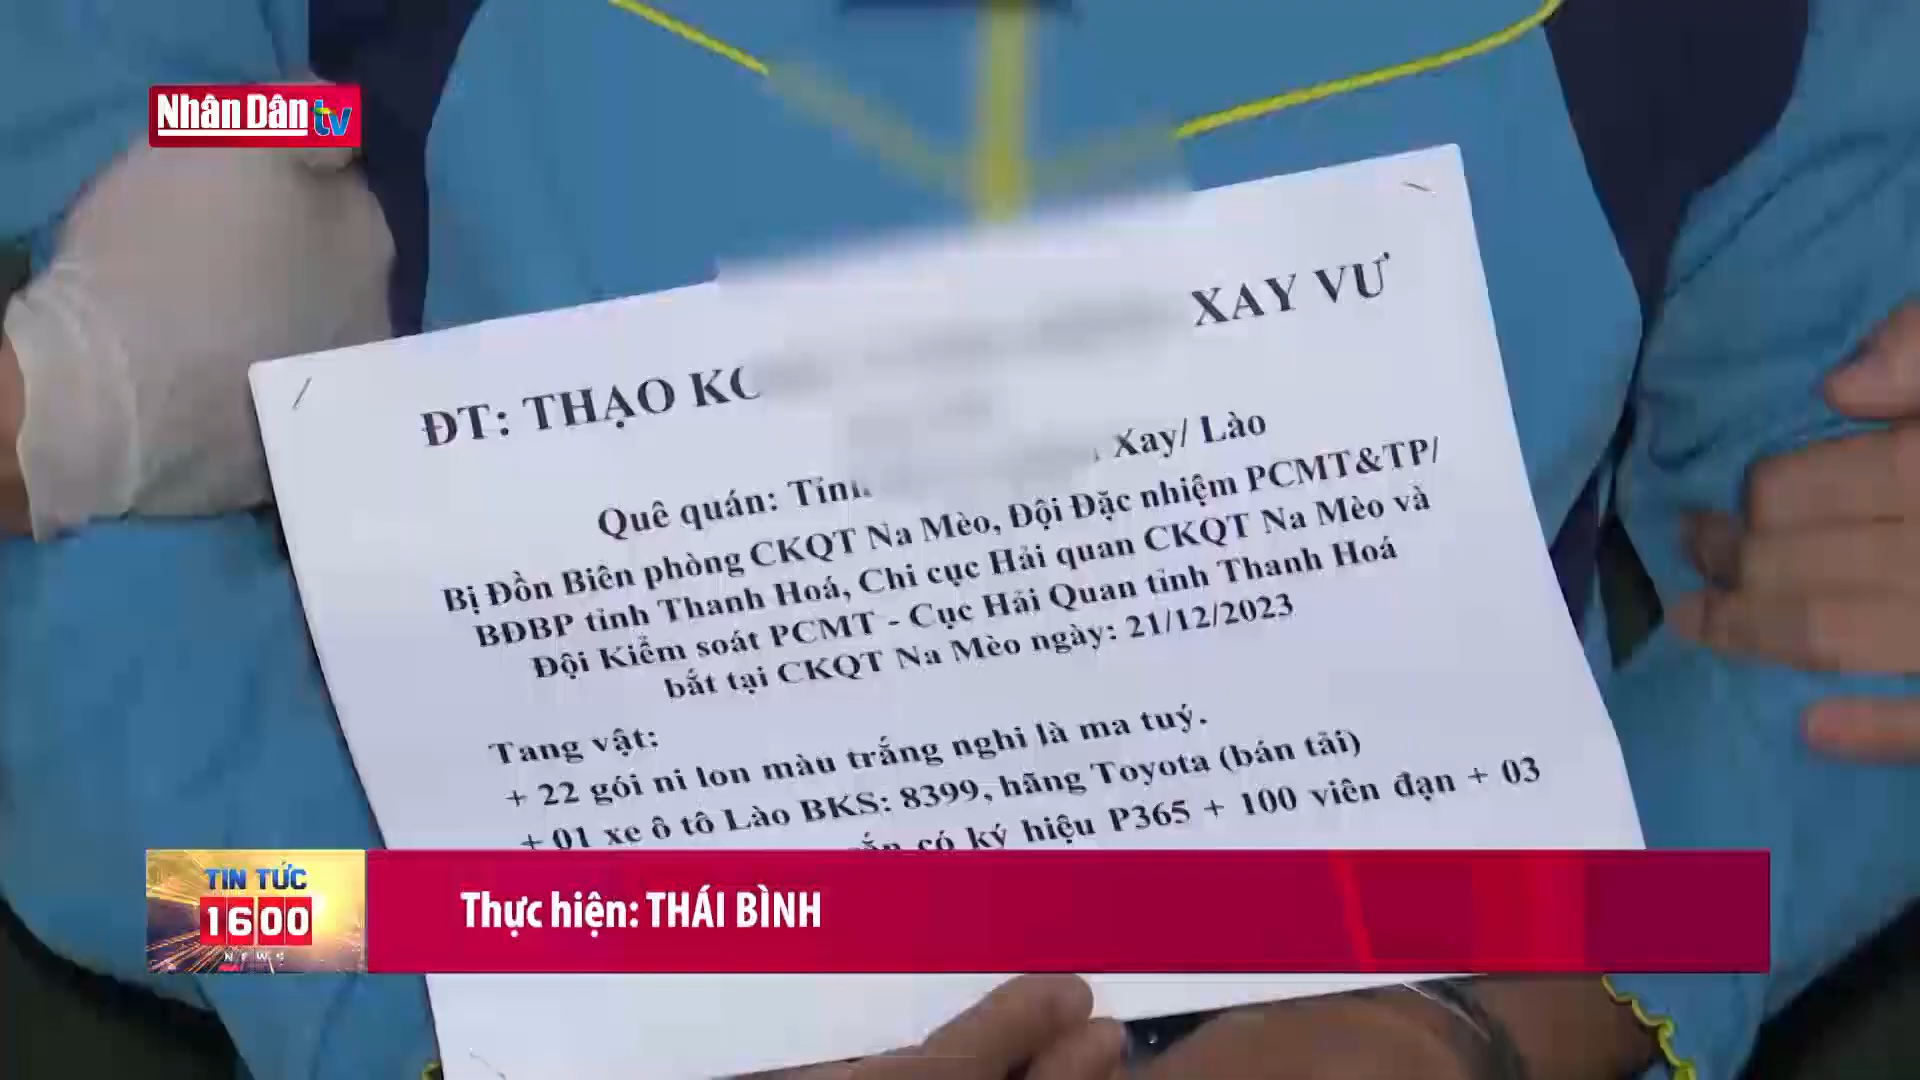 Nhân Dân tv
XAY VƯ
ĐT: THẠO
Xay/ Lào
Quê quán:
Bị Đồn Biên phòng CKQT Na Mèo, Đội Đặc nhiệm PCMT&TP/
BĐBP tỉnh Thanh Hoá, Chi cục Hải quan CKQT Na Mèo và
Đội Kiểm soát PCMT - Cục Hải Quan tỉnh Thanh Hoá
bắt tại CKQT Na Mèo ngày: 21/12/2023
Tang vật:
+ 22 gói ni lon màu trắng nghi là ma tuý.
+ 01 xe ô tô Lào BKS: 8399, hãng Toyota (bán tải)
có ký hiệu P365 + 100 viên đạn + 03
TIN TỨC
1600
NEWS
Thực hiện: THÁI BÌNH